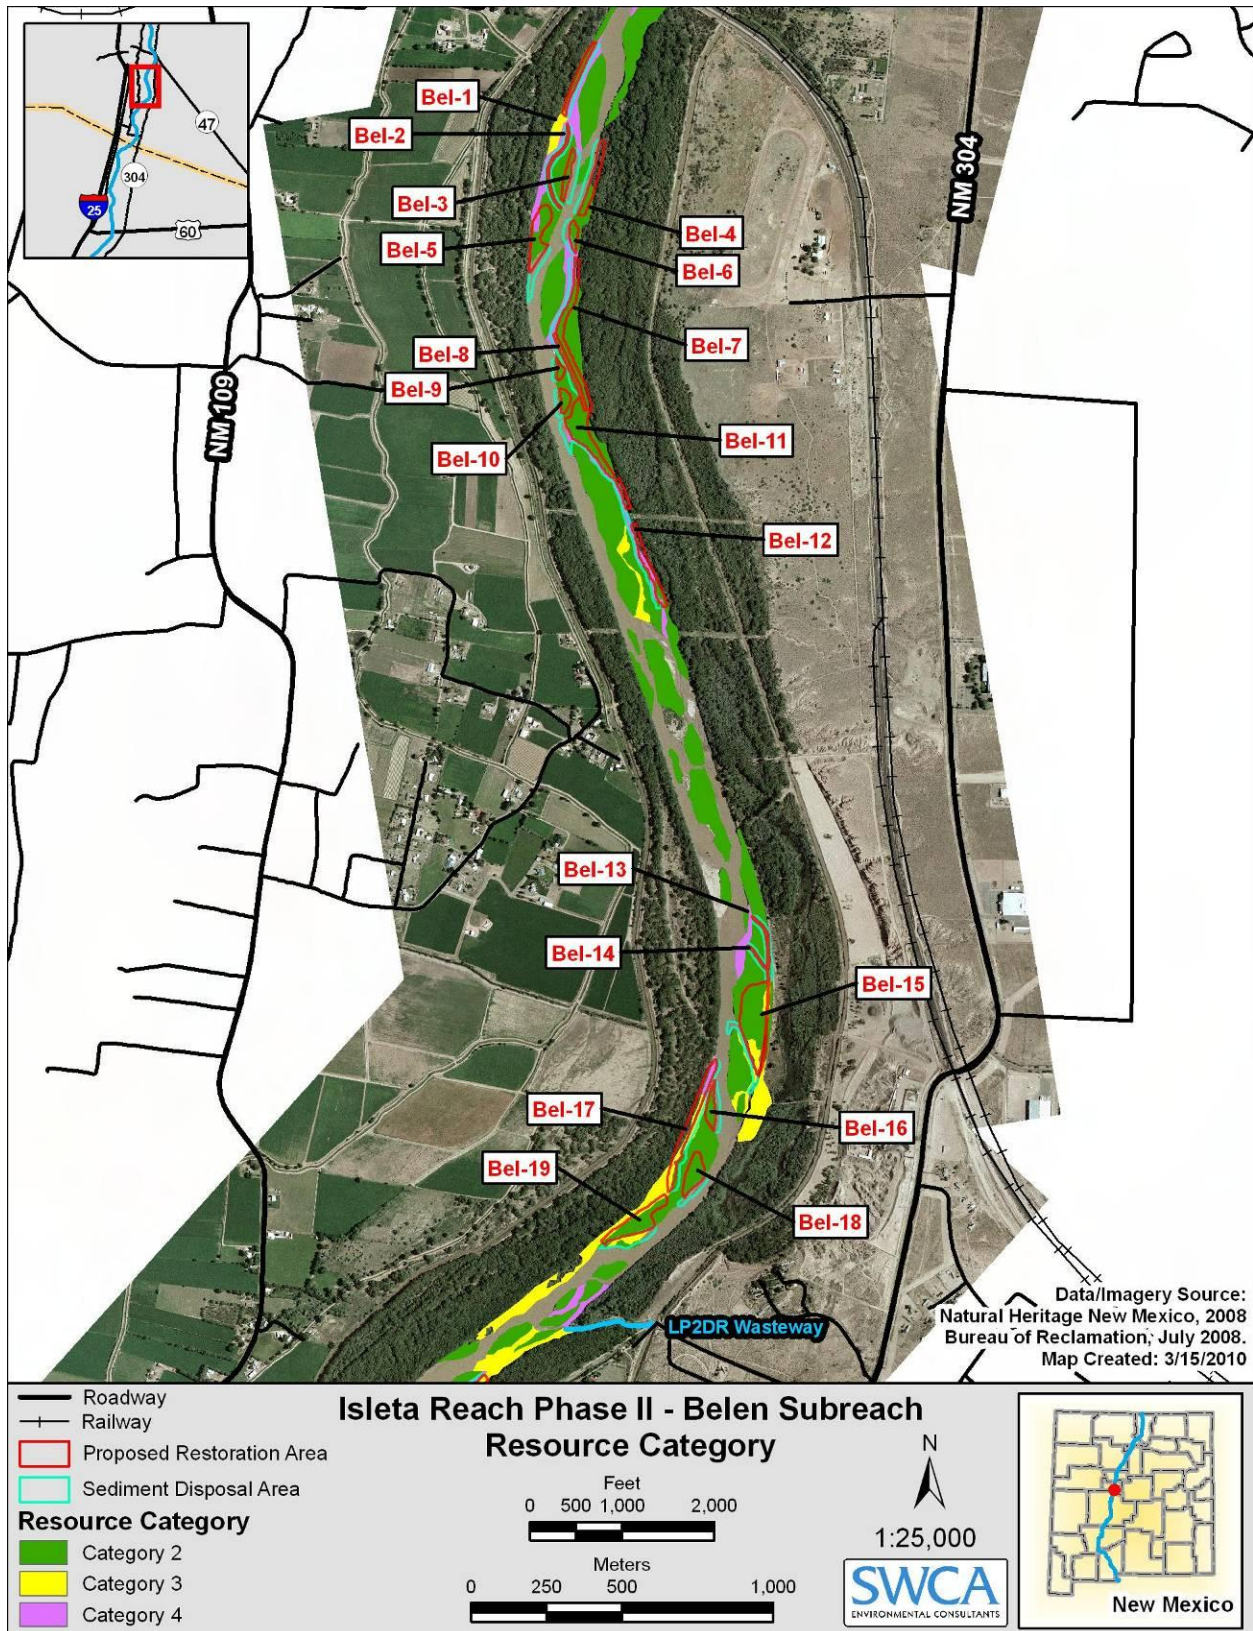 47
304
25
60
Bel-1
Bel-2
Bel-3
Bel-4
Bel-5
Bel-6
Bel-7
Bel-8
Bel-9
Bel-10
Bel-11
Bel-12
Bel-13
Bel-14
Bel-15
Bel-16
Bel-17
Bel-18
Bel-19
NM 304
NM 109
LP2DR Wasteway
Data/Imagery Source:
Natural Heritage New Mexico, 2008
Bureau of Reclamation, July 2008.
Map Created: 3/15/2010
Roadway
Railway
Proposed Restoration Area
Sediment Disposal Area
Resource Category
Category 2
Category 3
Category 4
Isleta Reach Phase II - Belen Subreach
Resource Category
Feet
0 500 1,000 2,000
Meters
0 250 500 1,000
N
1:25,000
SWCA
ENVIRONMENTAL CONSULTANTS
New Mexico